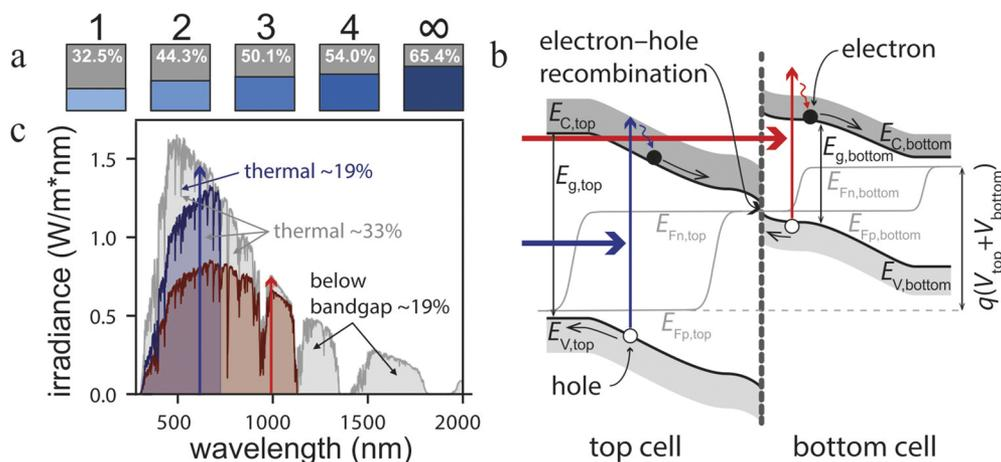 a
1 2 3 4 ∞
32.5% 44.3% 50.1% 54.0% 65.4%
c
irradiance (W/m*nm)
1.5
1.0
0.5
0.0
thermal ~19%
thermal ~33%
below
bandgap ~19%
500 1000 1500 2000
wavelength (nm)
b
electron–hole
recombination
electron
E_C,top
E_g,top
E_Fn,top
E_Fp,top
E_V,top
hole
E_C,bottom
E_g,bottom
E_Fn,bottom
E_Fp,bottom
E_V,bottom
q(V_top + V_bottom)
top cell
bottom cell